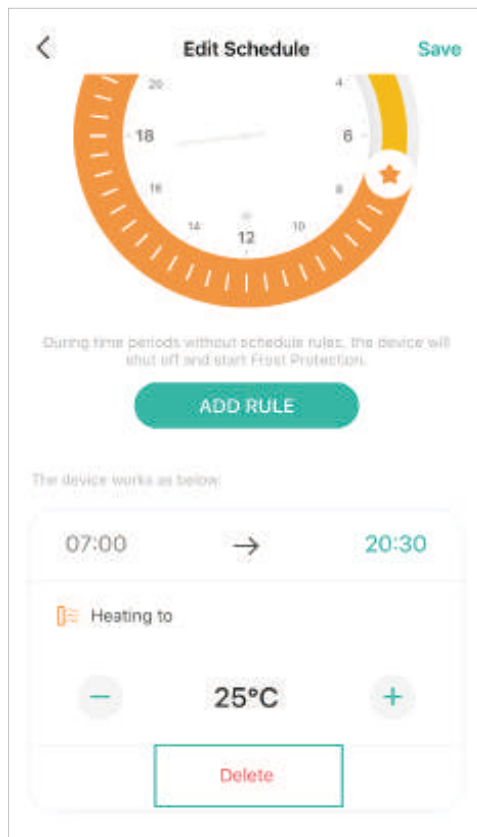 Edit Schedule
Save
20
4
18
6
16
8
14
10
12
During time periods without schedule rules, the device will
shut off and start Frost Protection.
ADD RULE
The device works as below:
07:00 → 20:30
Heating to
− 25°C +
Delete